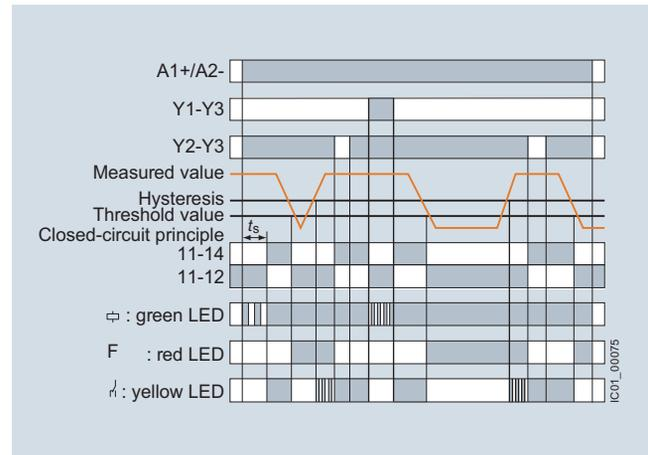 A1+/A2-
Y1-Y3
Y2-Y3
Measured value
Hysteresis
Threshold value
Closed-circuit principle
ts
11-14
11-12
: green LED
F : red LED
: yellow LED
IC01_00075